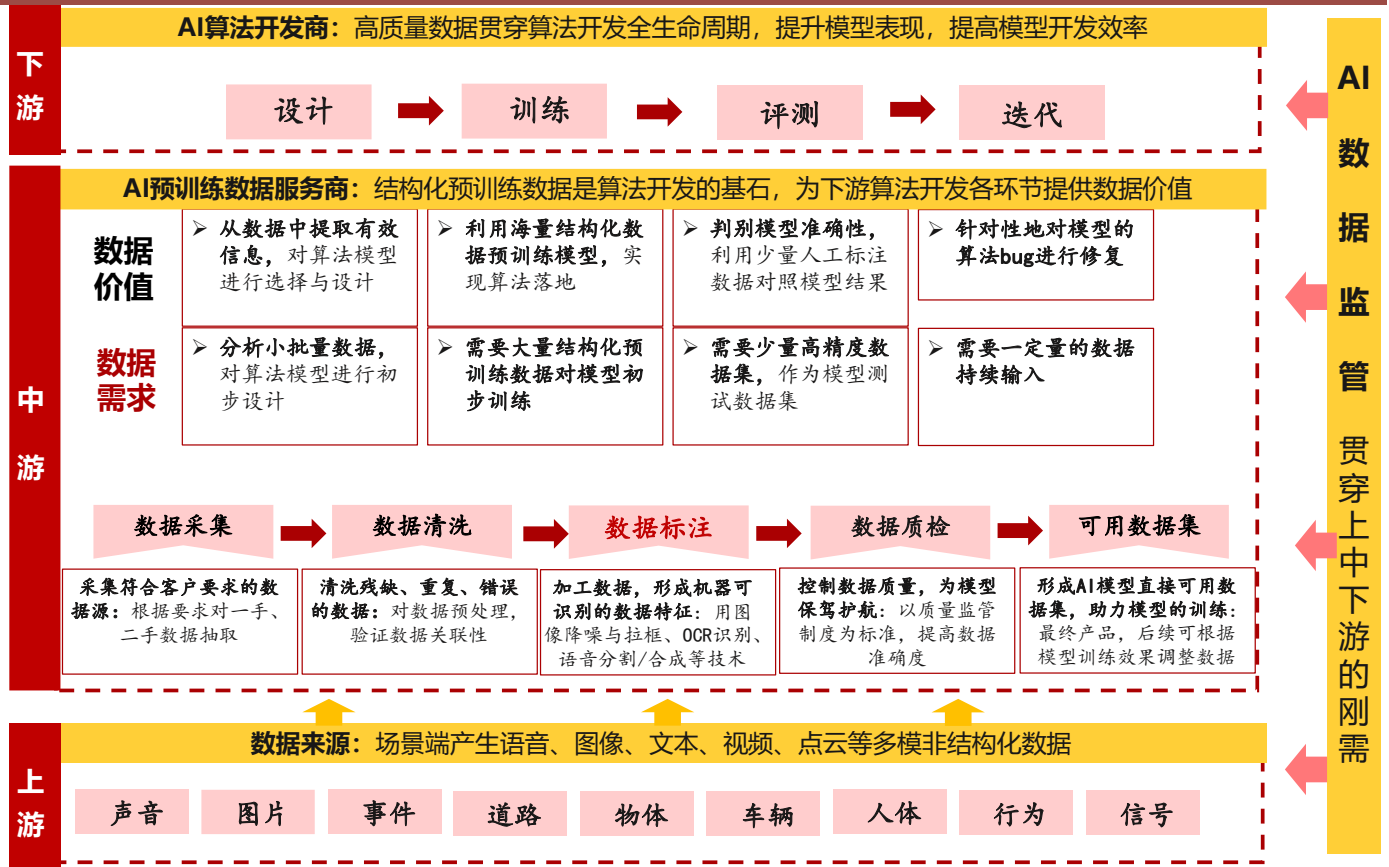 下
游
AI算法开发商：高质量数据贯穿算法开发全生命周期，提升模型表现，提高模型开发效率
设计
训练
评测
迭代
中
游
AI预训练数据服务商：结构化预训练数据是算法开发的基石，为下游算法开发各环节提供数据价值
数据
价值
➢ 从数据中提取有效
信息，对算法模型
进行选择与设计
➢ 利用海量结构化数
据预训练模型，实
现算法落地
➢ 判别模型准确性，
利用少量人工标注
数据对照模型结果
➢ 针对性地对模型的
算法bug进行修复
数据
需求
➢ 分析小批量数据，
对算法模型进行初
步设计
➢ 需要大量结构化预
训练数据对模型初
步训练
➢ 需要少量高精度数
据集，作为模型测
试数据集
➢ 需要一定量的数据
持续输入
数据采集
数据清洗
数据标注
数据质检
可用数据集
采集符合客户要求的数
据源：根据要求对一手、
二手数据抽取
清洗残缺、重复、错误
的数据：对数据预处理，
验证数据关联性
加工数据，形成机器可
识别的数据特征：用图
像降噪与拉框、OCR识别、
语音分割/合成等技术
控制数据质量，为模型
保驾护航：以质量监管
制度为标准，提高数据
准确度
形成AI模型直接可用数
据集，助力模型的训练：
最终产品，后续可根据
模型训练效果调整数据
上
游
数据来源：场景端产生语音、图像、文本、视频、点云等多模非结构化数据
声音
图片
事件
道路
物体
车辆
人体
行为
信号
AI
数
据
监
管
贯
穿
上
中
下
游
的
刚
需